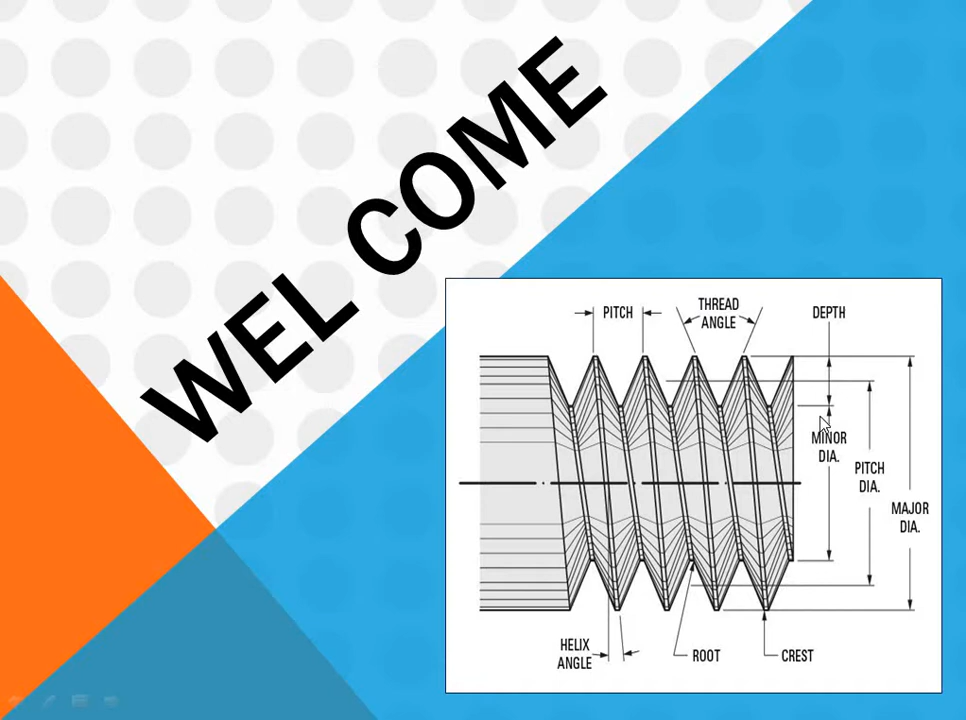 WEL COME
PITCH
THREAD
ANGLE
DEPTH
MINOR
DIA.
PITCH
DIA.
MAJOR
DIA.
HELIX
ANGLE
ROOT
CREST